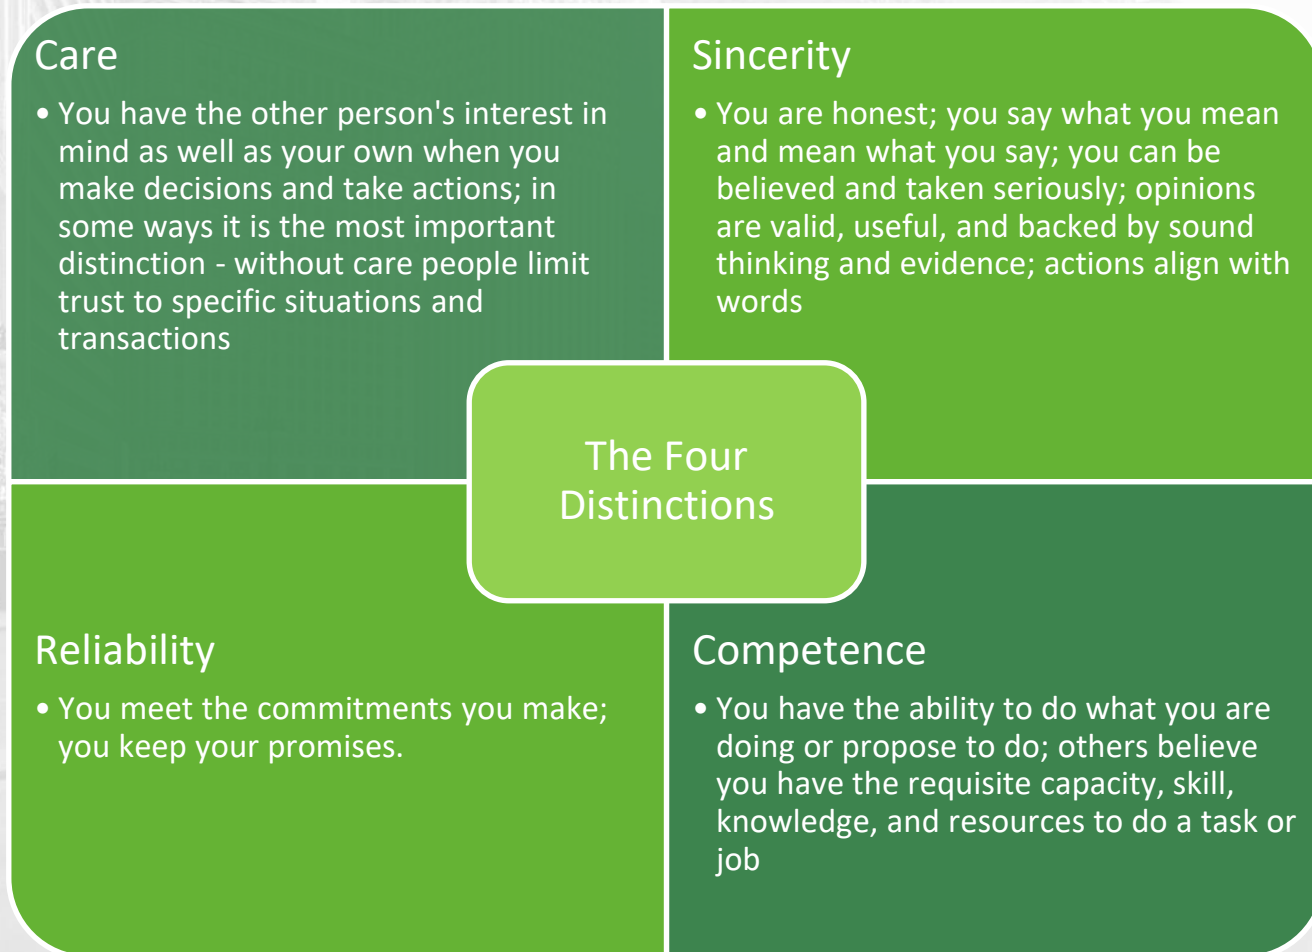 Care
• You have the other person's interest in
mind as well as your own when you
make decisions and take actions; in
some ways it is the most important
distinction - without care people limit
trust to specific situations and
transactions
Sincerity
• You are honest; you say what you mean
and mean what you say; you can be
believed and taken seriously; opinions
are valid, useful, and backed by sound
thinking and evidence; actions align with
words
The Four
Distinctions
Reliability
• You meet the commitments you make;
you keep your promises.
Competence
• You have the ability to do what you are
doing or propose to do; others believe
you have the requisite capacity, skill,
knowledge, and resources to do a task or
job